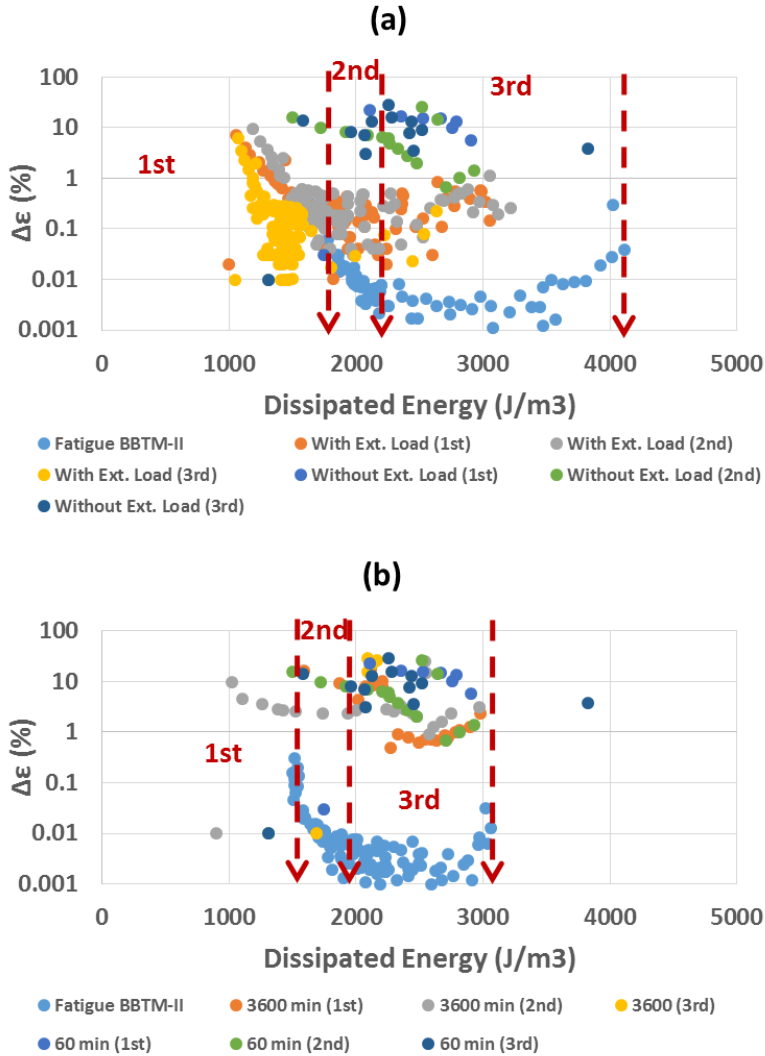 (a)
2nd
3rd
1st
100
10
1
0.1
0.01
0.001
Δε (%)
0 1000 2000 3000 4000 5000
Dissipated Energy (J/m3)
Fatigue BBTM-II With Ext. Load (1st) With Ext. Load (2nd)
With Ext. Load (3rd) Without Ext. Load (1st) Without Ext. Load (2nd)
Without Ext. Load (3rd)
(b)
2nd
1st
3rd
100
10
1
0.1
0.01
0.001
Δε (%)
0 1000 2000 3000 4000 5000
Dissipated Energy (J/m3)
Fatigue BBTM-II 3600 min (1st) 3600 min (2nd) 3600 (3rd)
60 min (1st) 60 min (2nd) 60 min (3rd)